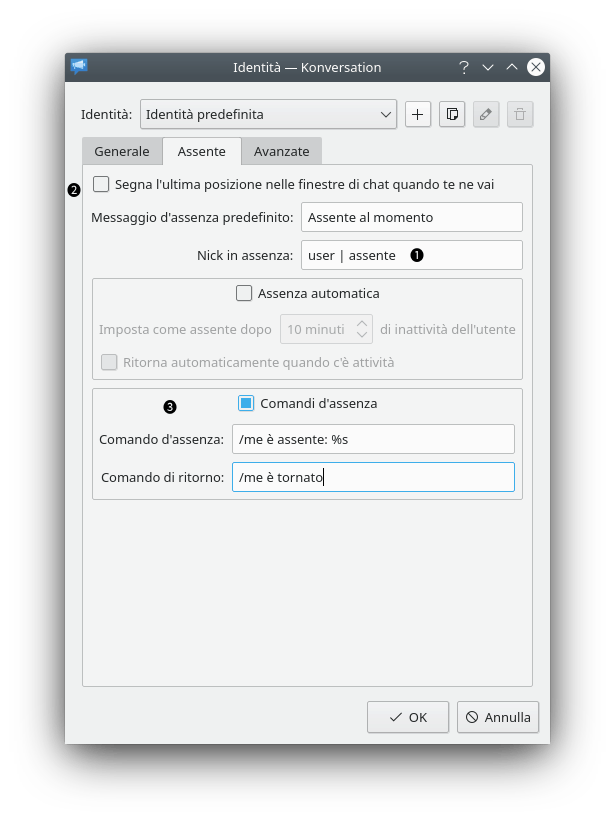 Identità — Konversation
Identità: Identità predefinita
Generale Assente Avanzate
2 Segna l'ultima posizione nelle finestre di chat quando te ne vai
Messaggio d'assenza predefinito: Assente al momento
Nick in assenza: user | assente 1
Assenza automatica
Imposta come assente dopo 10 minuti di inattività dell'utente
Ritorna automaticamente quando c'è attività
3 Comandi d'assenza
Comando d'assenza: /me è assente: %s
Comando di ritorno: /me è tornato
OK Annulla